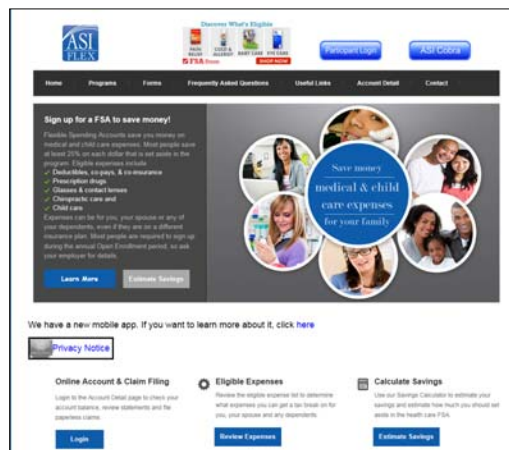 ASI
FLEX
Discover What's Eligible
PAIN RELIEF
COLD & ALLERGY
BABY CARE
EYE CARE
FSA Store
SHOP NOW
Participant Login
ASI Cobra
Home Programs Forms Frequently Asked Questions Useful Links Account Detail Contact
Sign up for a FSA to save money!
Flexible Spending Accounts save you money on
medical and child care expenses. Most people save
at least 25% on each dollar that is set aside in the
program. Eligible expenses include
Deductibles, co-pays, & co-insurance
Prescription drugs
Glasses & contact lenses
Chiropractic care and
Child care
Expenses can be for you, your spouse or any of
your dependents, even if they are on a different
insurance plan. Most people are required to sign up
during the annual Open Enrollment period, so ask
your employer for details.
Learn More
Estimate Savings
Save money
medical & child
care expenses
for your family
We have a new mobile app. If you want to learn more about it, click here
Privacy Notice
Online Account & Claim Filing
Login to the Account Detail page to check your
account balance, review statements and file
paperless claims.
Login
Eligible Expenses
Review the eligible expense list to determine
what expenses you can get a tax break on for
you, your spouse and any dependents.
Review Expenses
Calculate Savings
Use our Savings Calculator to estimate your
savings and estimate how much you should set
aside in the health care FSA.
Estimate Savings